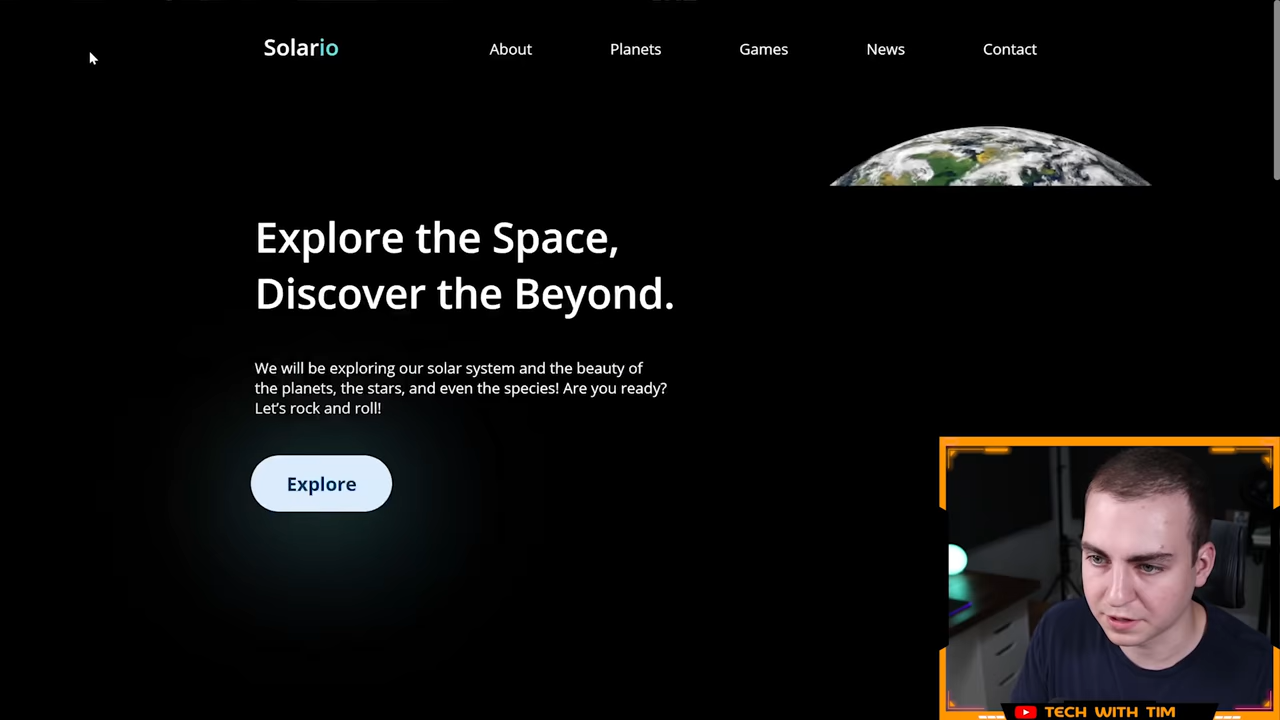 Solario
About
Planets
Games
News
Contact
Explore the Space,
Discover the Beyond.
We will be exploring our solar system and the beauty of
the planets, the stars, and even the species! Are you ready?
Let’s rock and roll!
Explore
TECH WITH TIM